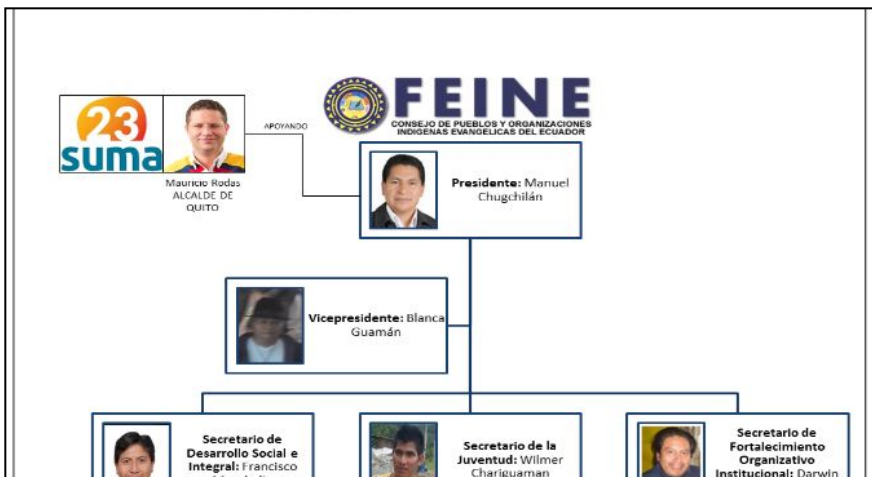 FEINE
CONSEJO DE PUEBLOS Y ORGANIZACIONES
INDIGENAS EVANGELICAS DEL ECUADOR
23
suma
APOYANDO
Mauricio Rodas
ALCALDE DE
QUITO
Presidente: Manuel
Chugchilán
Vicepresidente: Blanca
Guamán
Secretario de
Desarrollo Social e
Integral: Francisco
Secretario de la
Juventud: Wilmer
Chariguaman
Secretario de
Fortalecimiento
Organizativo
Institucional: Darwin